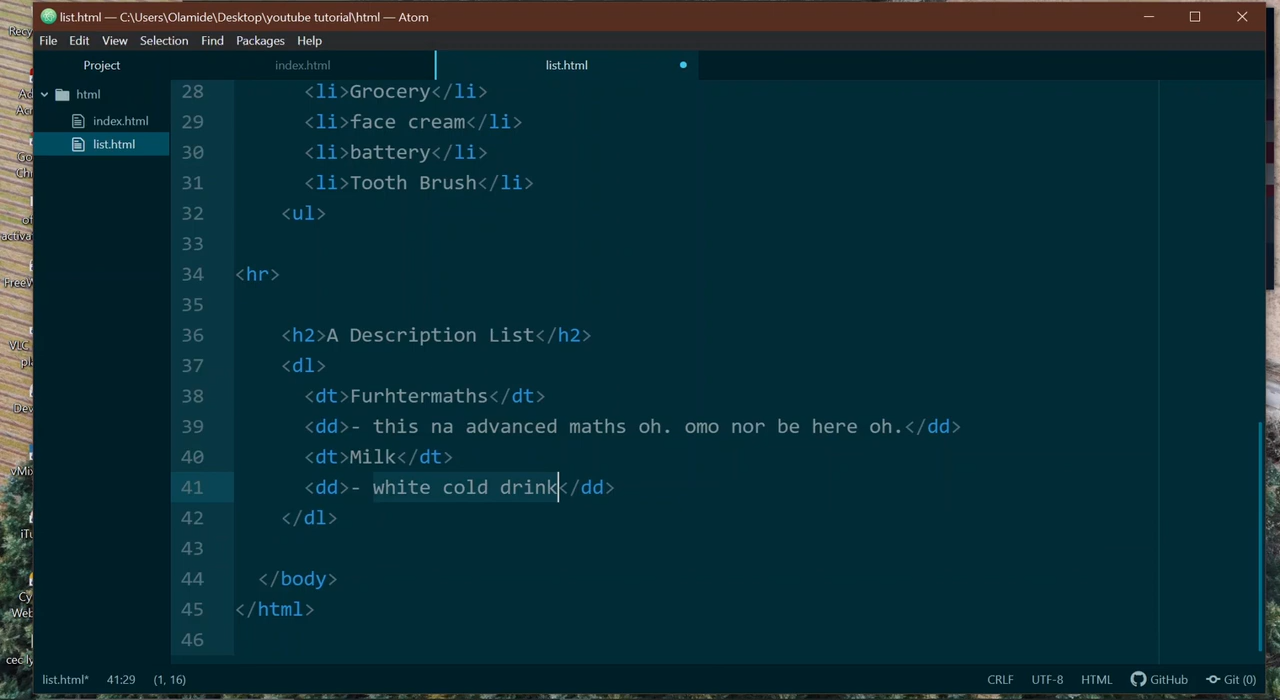 list.html — C:\Users\Olamide\Desktop\youtube tutorial\html — Atom
File Edit View Selection Find Packages Help
Project index.html list.html
html
index.html
list.html
28 <li>Grocery</li>
29 <li>face cream</li>
30 <li>battery</li>
31 <li>Tooth Brush</li>
32 <ul>
33
34 <hr>
35
36 <h2>A Description List</h2>
37 <dl>
38 <dt>Furhtermaths</dt>
39 <dd>- this na advanced maths oh. omo nor be here oh.</dd>
40 <dt>Milk</dt>
41 <dd>- white cold drink</dd>
42 </dl>
43
44 </body>
45 </html>
46
list.html* 41:29 (1, 16) CRLF UTF-8 HTML GitHub Git (0)